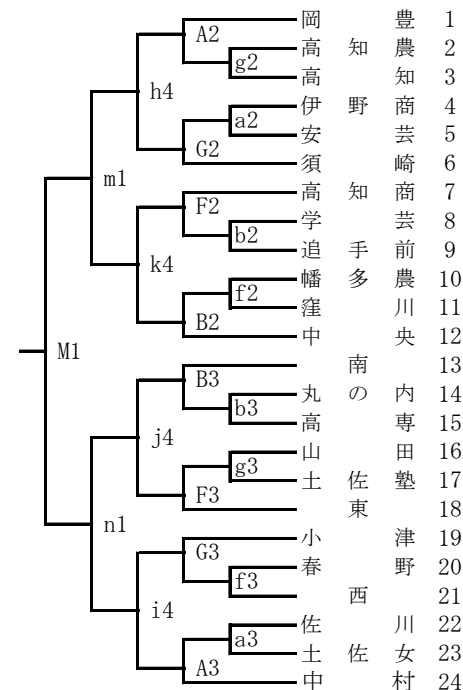 岡豊 1
A2
高知農 2
g2
高知 3
h4
伊野商 4
a2
安芸 5
G2
須崎 6
m1
高知商 7
F2
学芸 8
b2
追手前 9
k4
幡多農 10
f2
窪川 11
B2
中央 12
M1
南 13
B3
丸の内 14
b3
高専 15
j4
山田 16
g3
土佐塾 17
F3
東 18
n1
小津 19
G3
春野 20
f3
西 21
i4
佐川 22
a3
土佐女 23
A3
中村 24